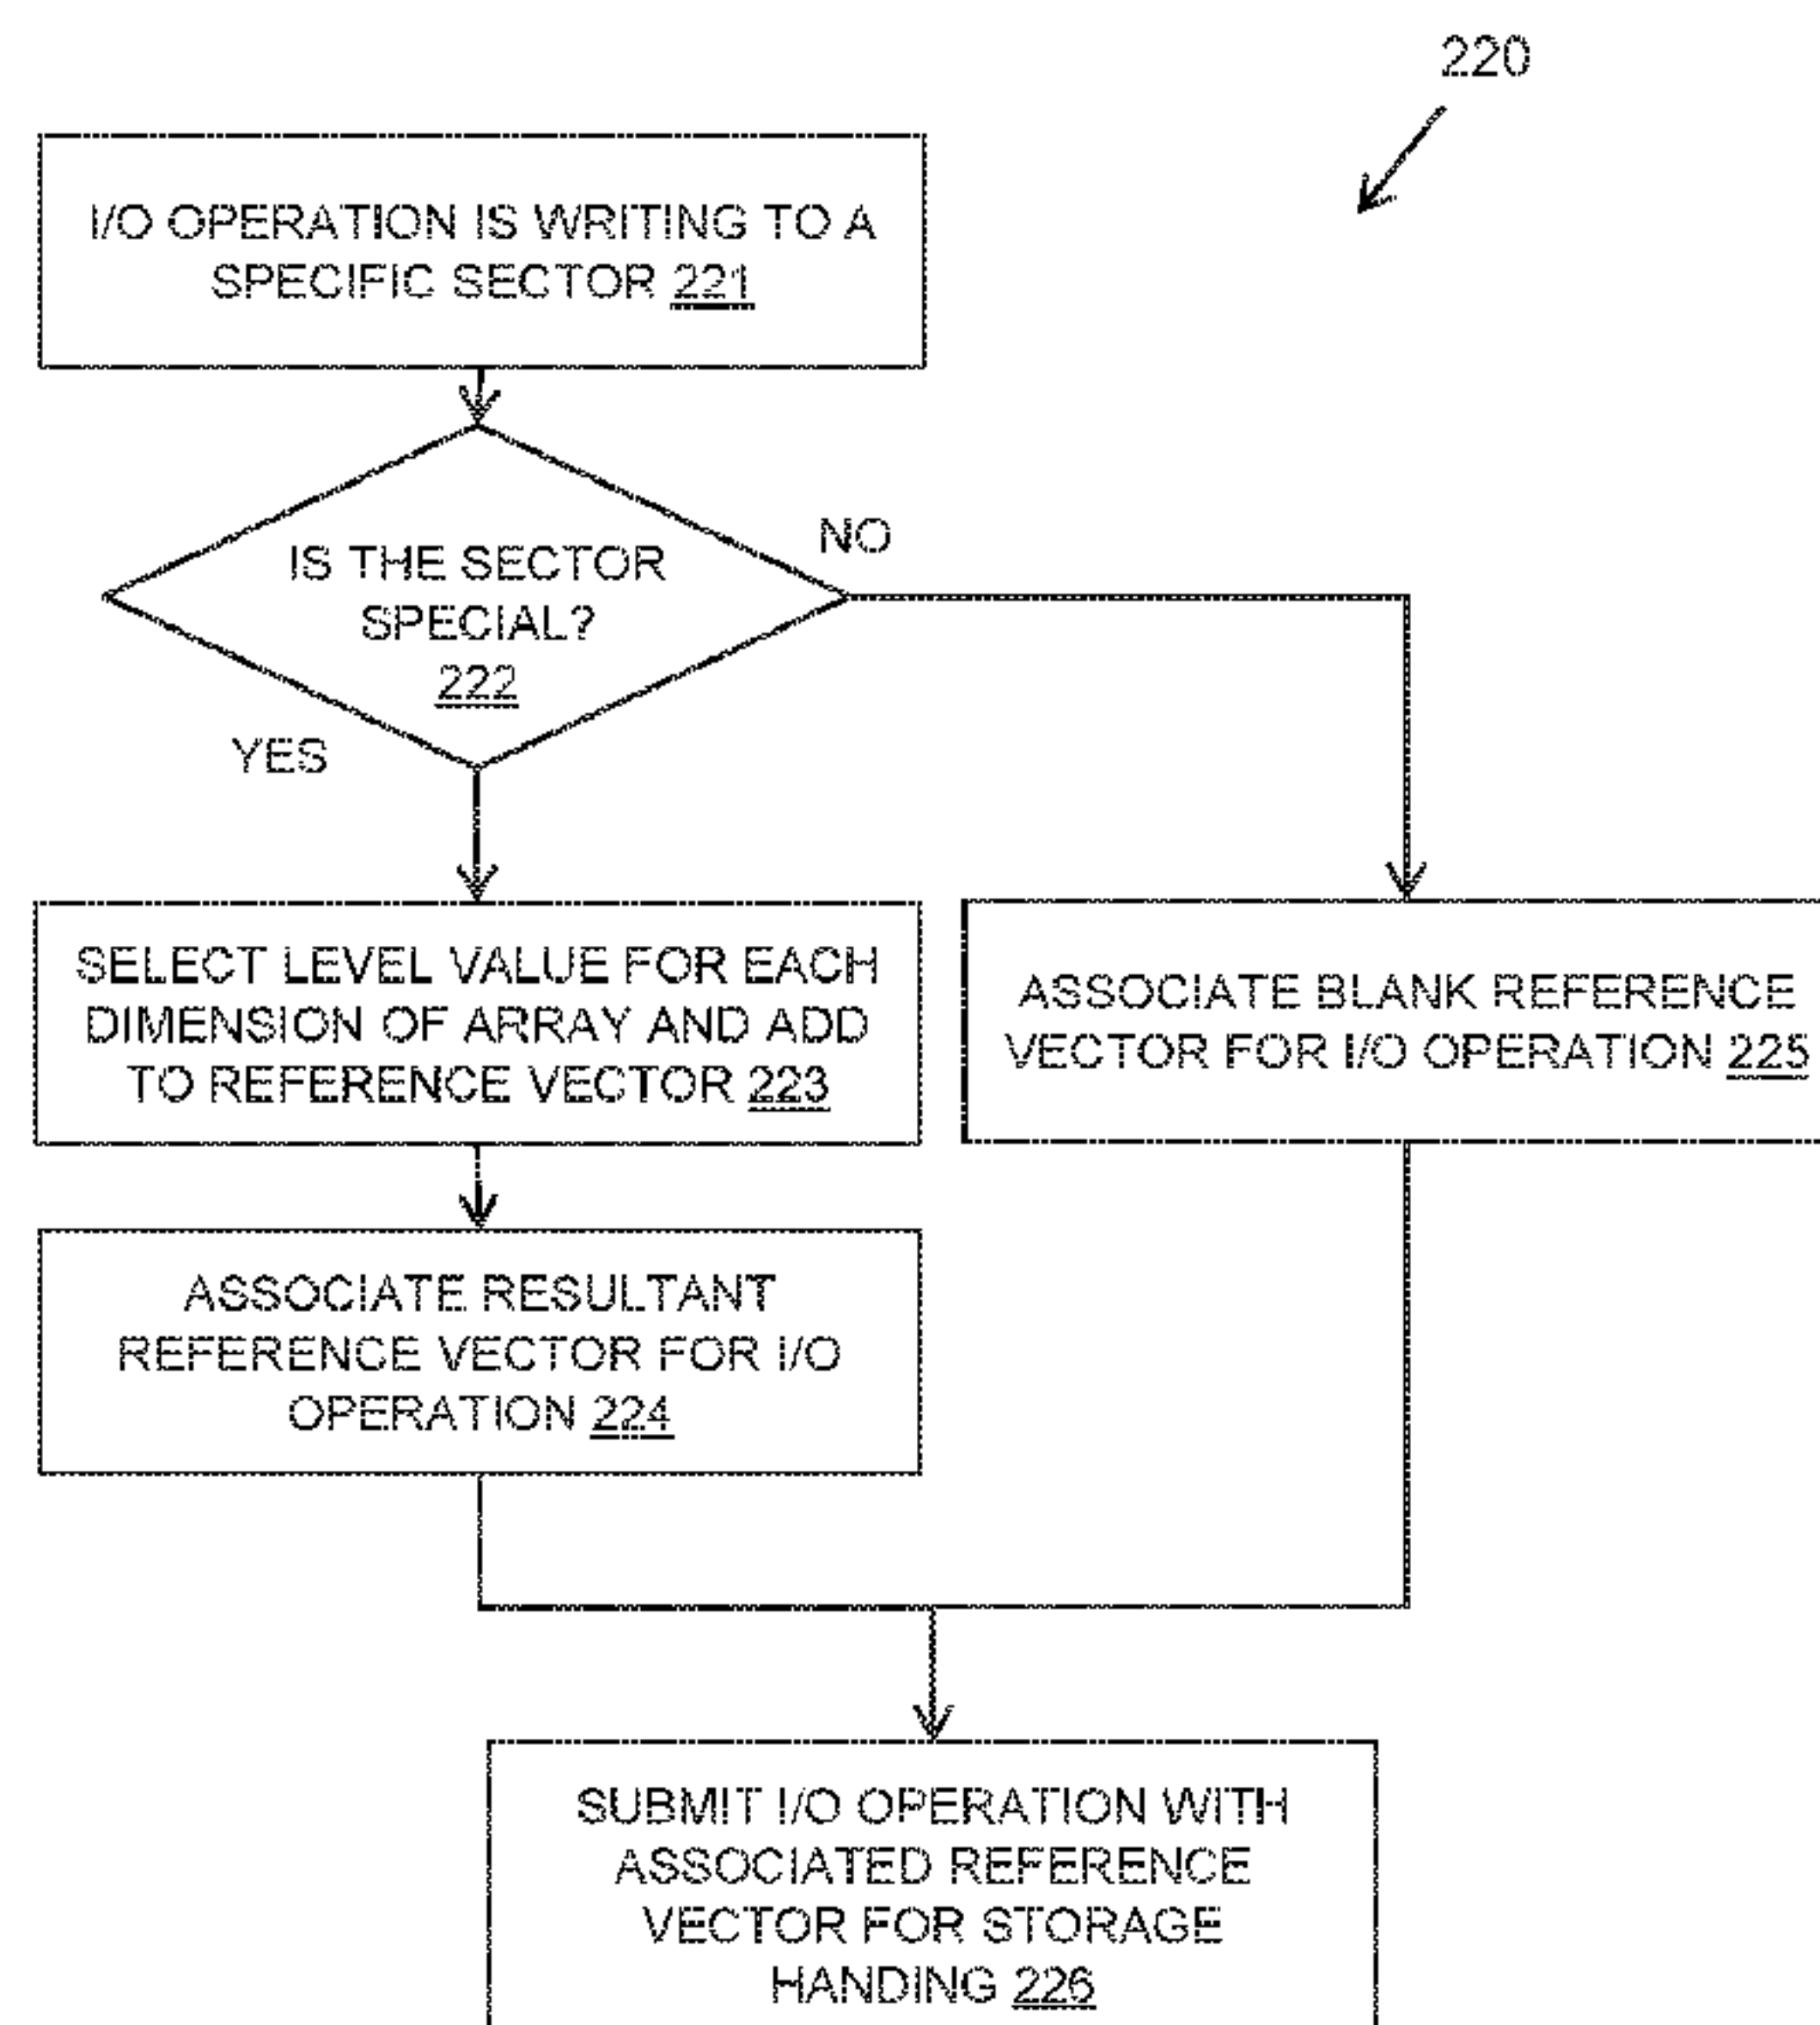 220
I/O OPERATION IS WRITING TO A
SPECIFIC SECTOR 221
IS THE SECTOR
SPECIAL?
222
NO
YES
SELECT LEVEL VALUE FOR EACH
DIMENSION OF ARRAY AND ADD
TO REFERENCE VECTOR 223
ASSOCIATE BLANK REFERENCE
VECTOR FOR I/O OPERATION 225
ASSOCIATE RESULTANT
REFERENCE VECTOR FOR I/O
OPERATION 224
SUBMIT I/O OPERATION WITH
ASSOCIATED REFERENCE
VECTOR FOR STORAGE
HANDING 226